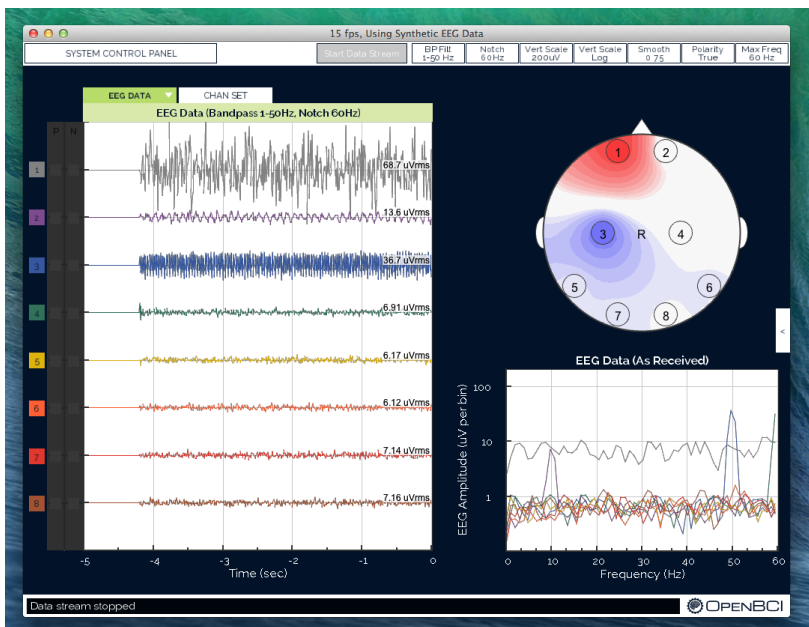 15 fps, Using Synthetic EEG Data
SYSTEM CONTROL PANEL
Start Data Stream
BP Filt
1-50 Hz
Notch
60Hz
Vert Scale
200uV
Vert Scale
Log
Smooth
0.75
Polarity
True
Max Freq
60 Hz
EEG DATA
CHAN SET
EEG Data (Bandpass 1-50Hz, Notch 60Hz)
P N
1
68.7 uVrms
2
13.6 uVrms
3
36.7 uVrms
4
6.91 uVrms
5
6.17 uVrms
6
6.12 uVrms
7
7.14 uVrms
8
7.16 uVrms
-5 -4 -3 -2 -1 0
Time (sec)
1 2
3 R 4
5 6
7 8
<
EEG Data (As Received)
EEG Amplitude (uV per bin)
100
10
1
0 10 20 30 40 50 60
Frequency (Hz)
Data stream stopped
OPENBCI